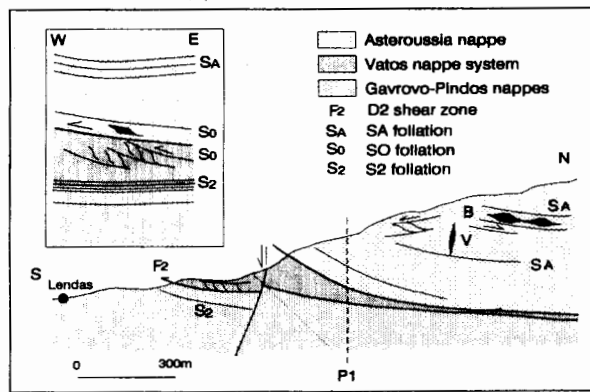 W E
SA
S0
S0
S2
Asteroussia nappe
Vatos nappe system
Gavrovo-Pindos nappes
F2 D2 shear zone
SA SA foliation
S0 SO foliation
S2 S2 foliation
N
B
SA
V
SA
S
Lendas
F2
S2
0 300m
P1